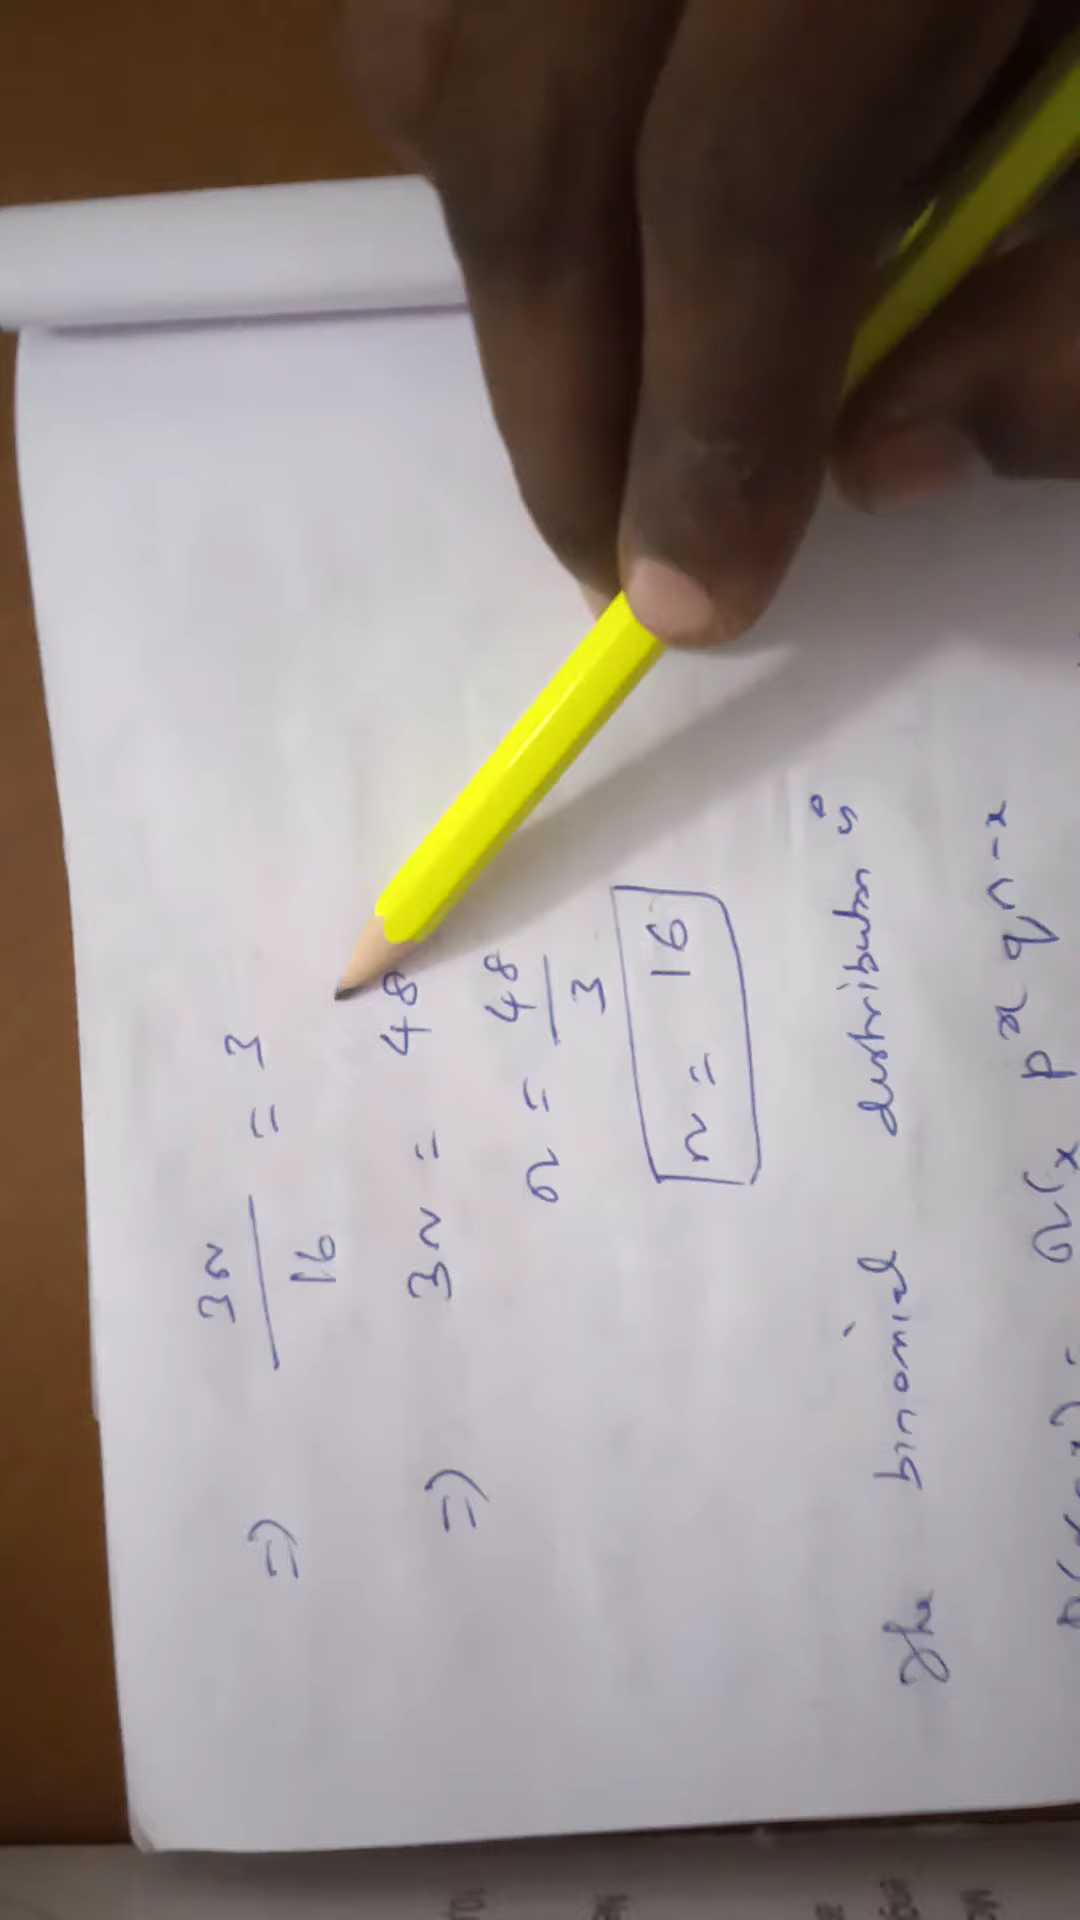 => 3n/16 = 3
=> 3n = 48
n = 48/3
n = 16
The binomial distribution is
nCx p^x q^n-x